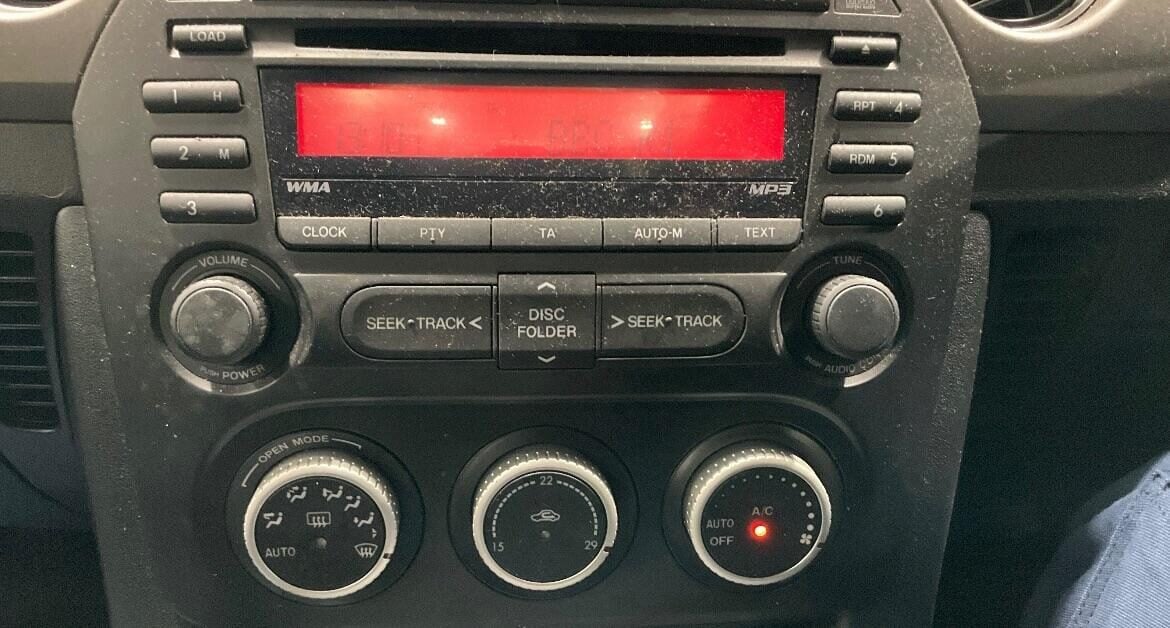 LOAD
1 H
2 M
3
RPT 4
RDM 5
6
WMA
MP3
CLOCK
PTY
TA
AUTO-M
TEXT
VOLUME
PUSH POWER
SEEK·TRACK <
DISC
FOLDER
> SEEK·TRACK
TUNE
AUDIO
OPEN MODE
AUTO
22
15
29
A/C
AUTO
OFF